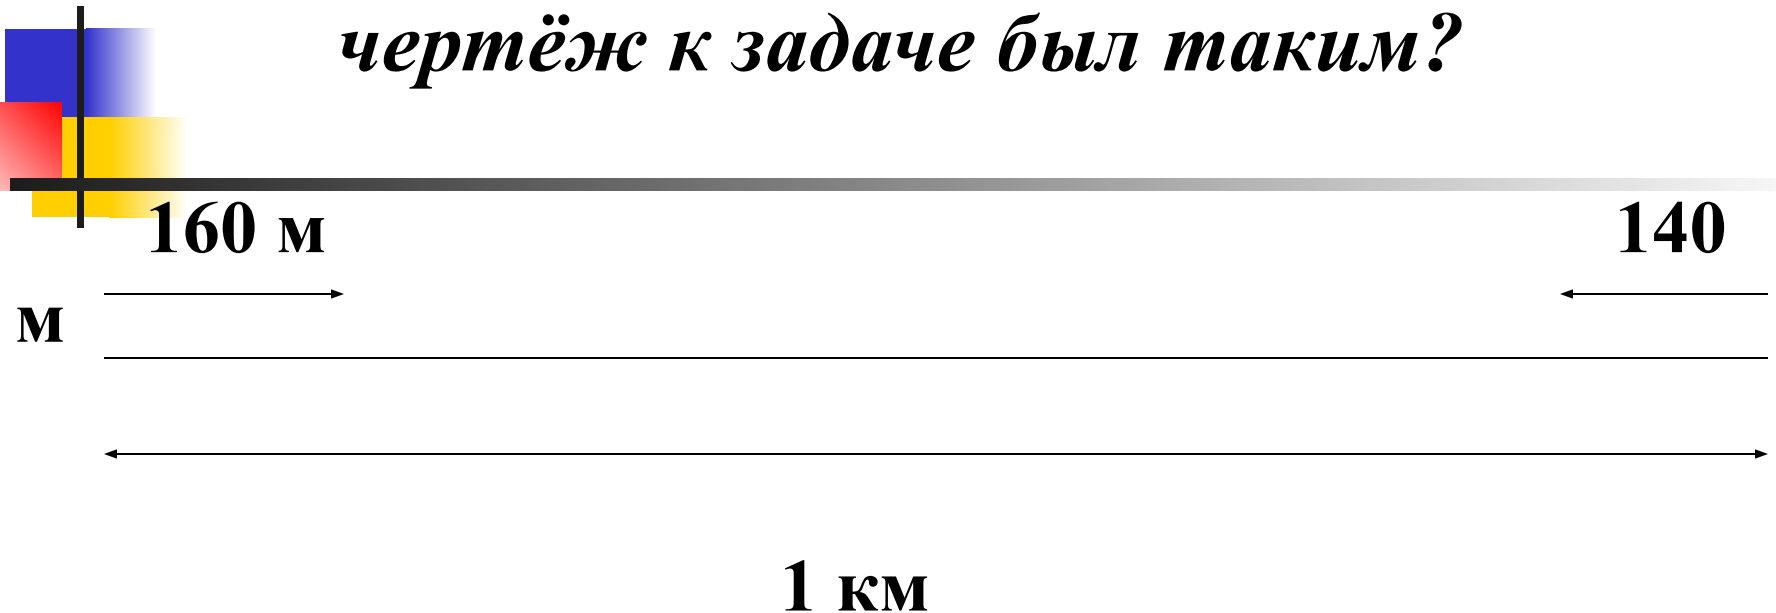 чертёж к задаче был таким?
160 м 140
м
1 км